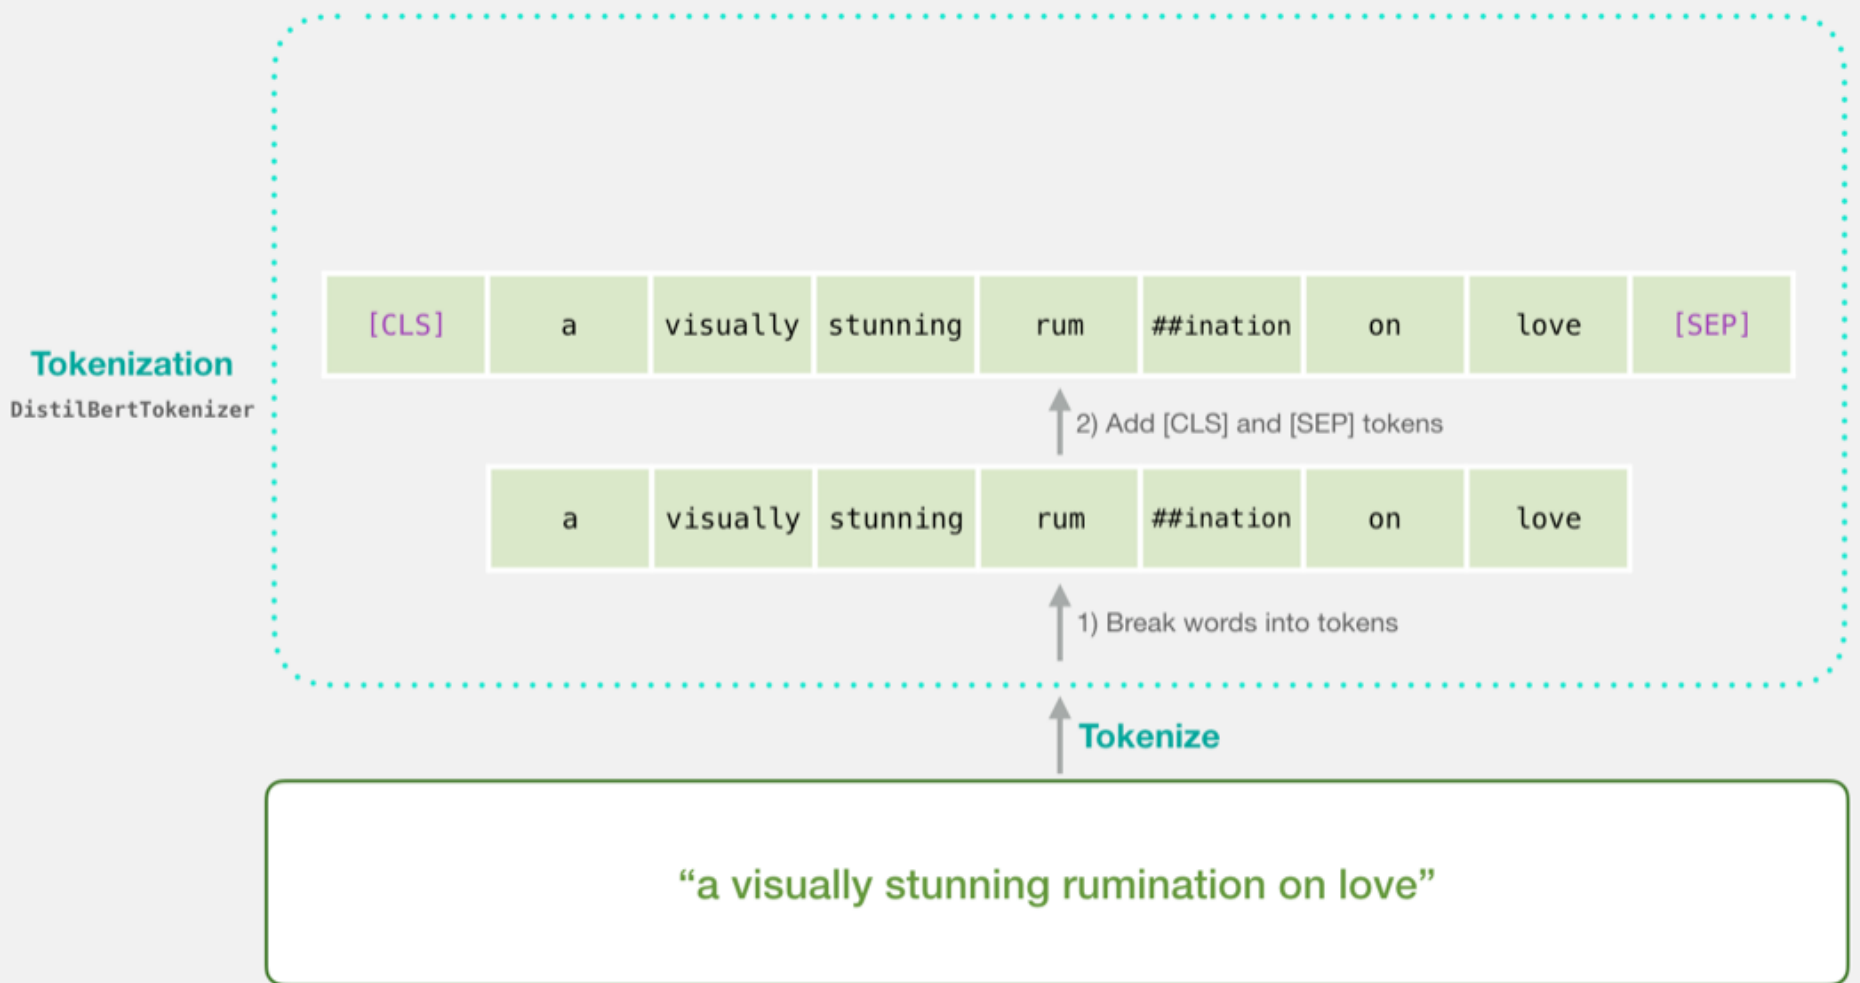 [CLS] a visually stunning rum ##ination on love [SEP]
Tokenization
DistilBertTokenizer
2) Add [CLS] and [SEP] tokens
a visually stunning rum ##ination on love
1) Break words into tokens
Tokenize
“a visually stunning rumination on love”